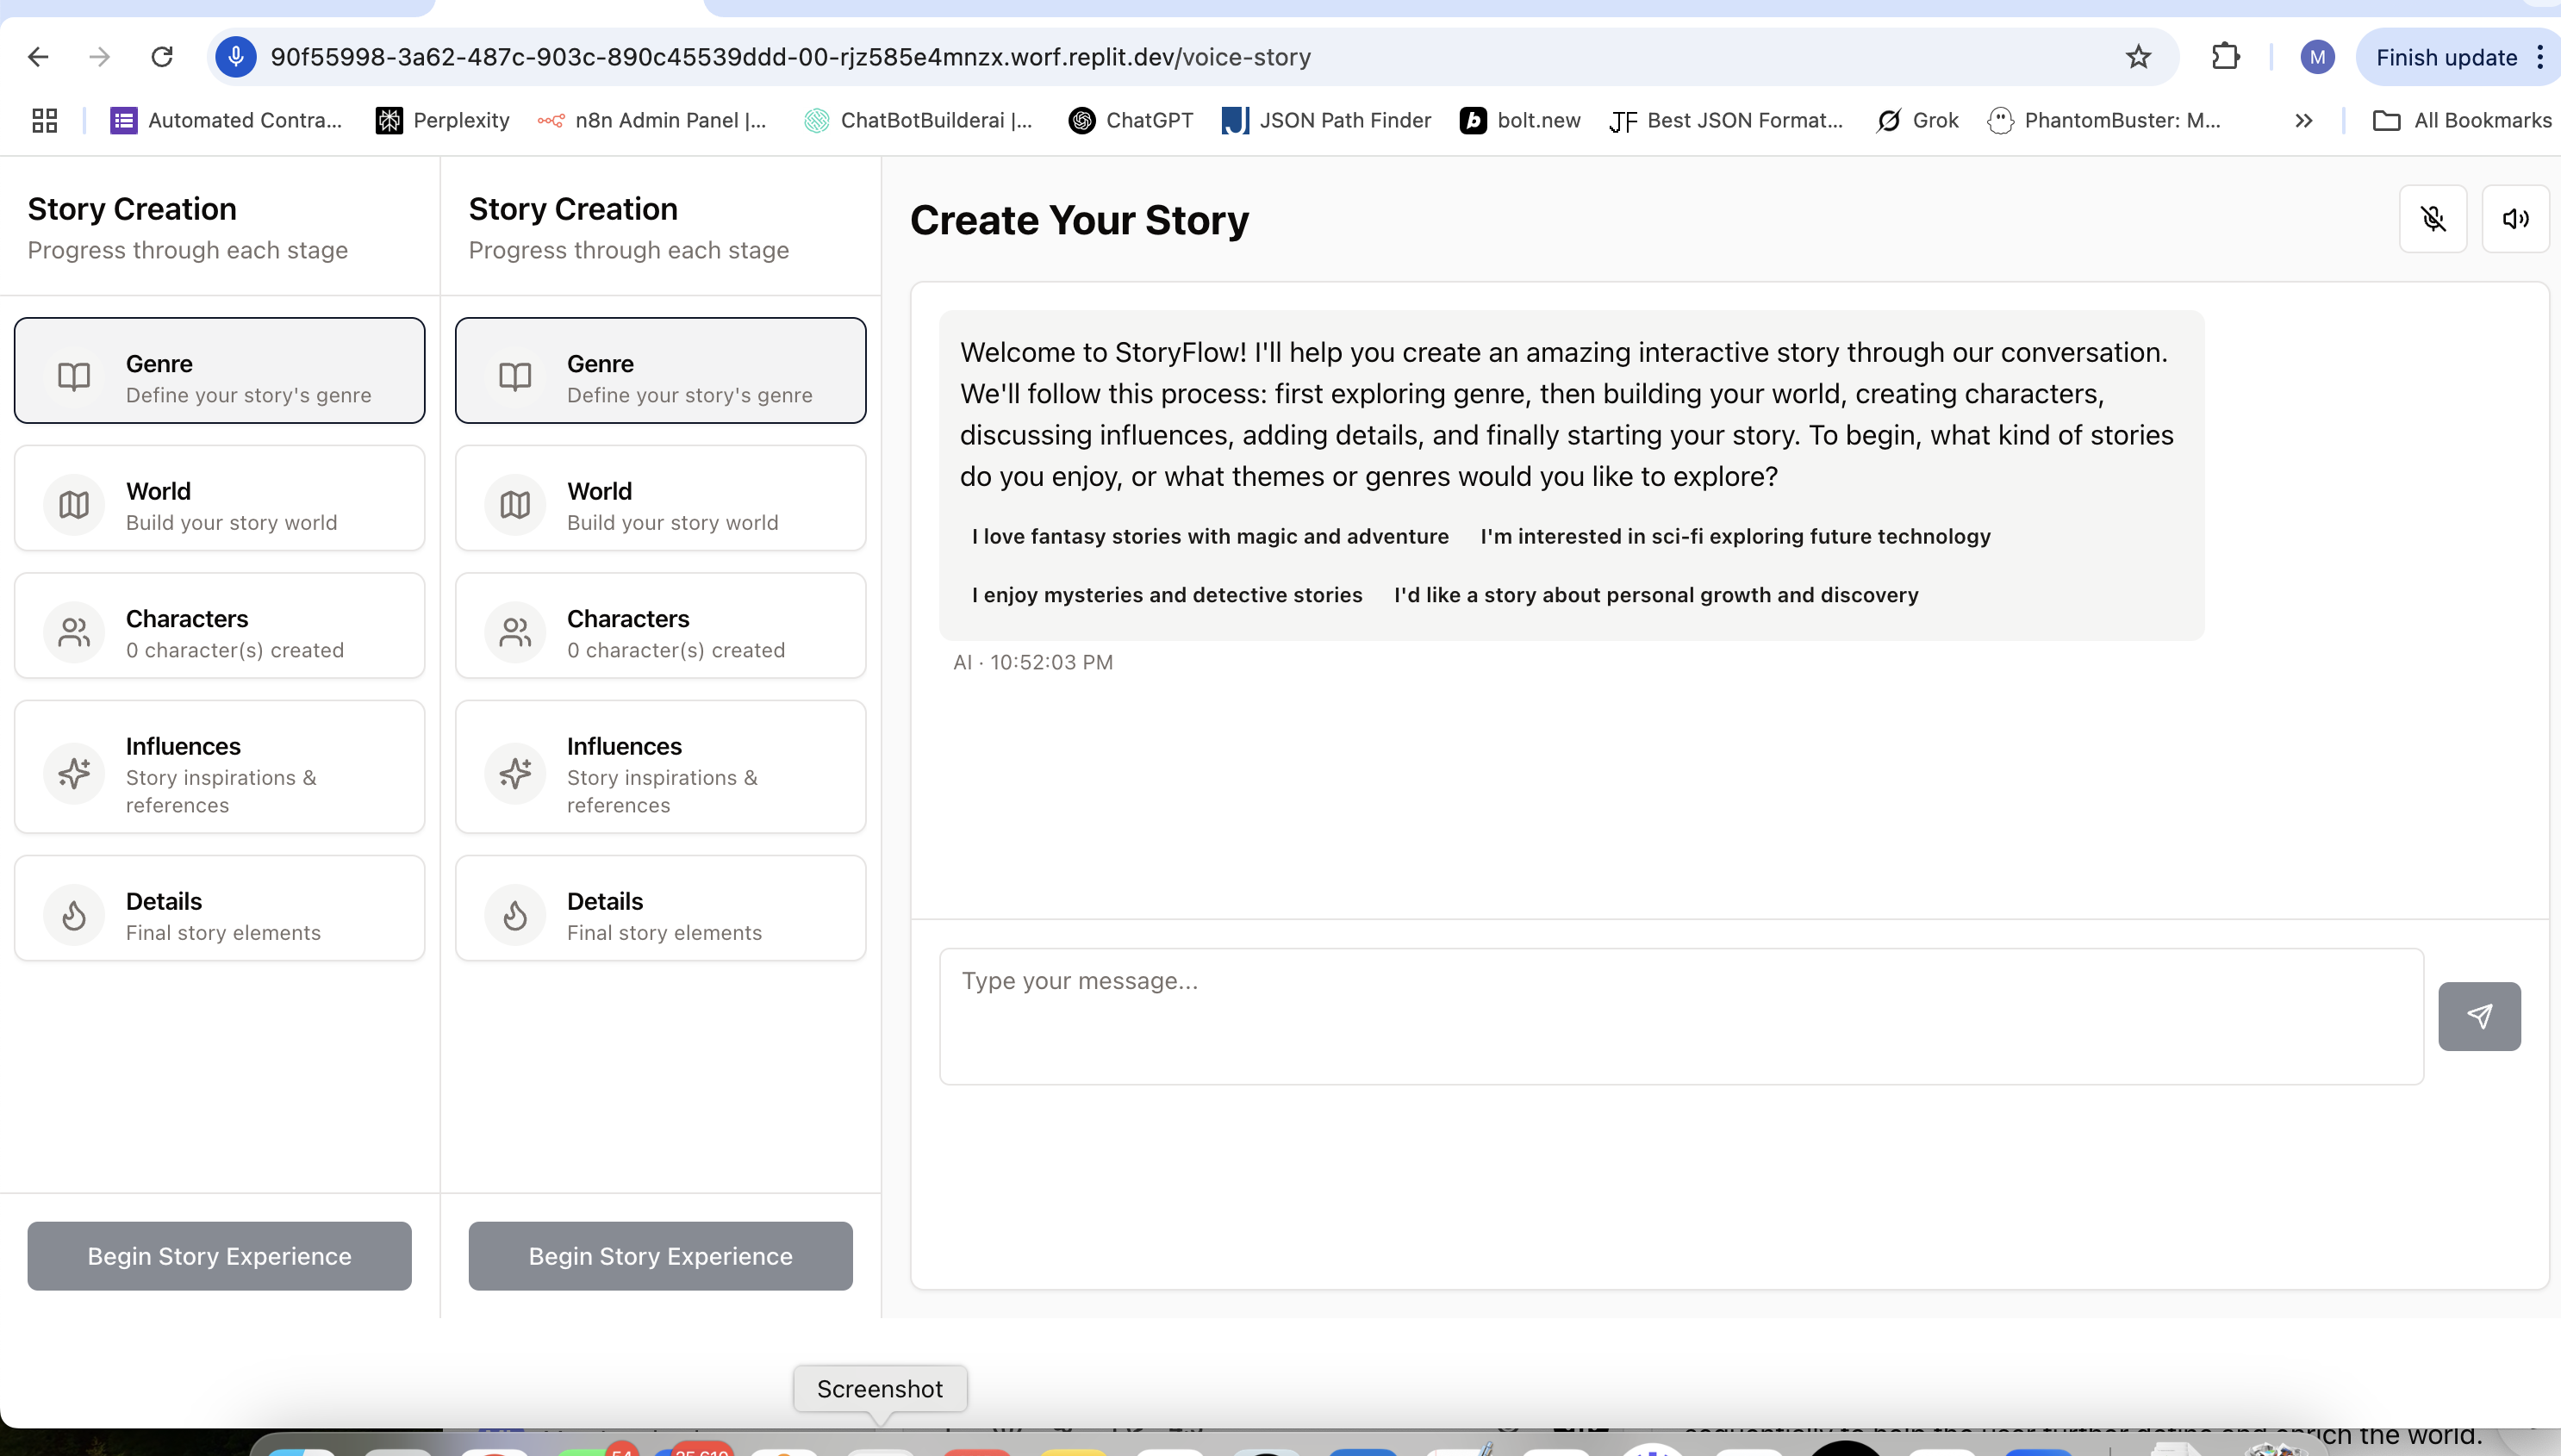 90f55998-3a62-487c-903c-890c45539ddd-00-rjz585e4mnzx.worf.replit.dev/voice-story
M
Finish update
Automated Contra...
Perplexity
n8n Admin Panel |...
ChatBotBuilderai |...
ChatGPT
JSON Path Finder
bolt.new
Best JSON Format...
Grok
PhantomBuster: M...
All Bookmarks
Story Creation
Progress through each stage
Genre
Define your story's genre
World
Build your story world
Characters
0 character(s) created
Influences
Story inspirations &
references
Details
Final story elements
Begin Story Experience
Story Creation
Progress through each stage
Genre
Define your story's genre
World
Build your story world
Characters
0 character(s) created
Influences
Story inspirations &
references
Details
Final story elements
Begin Story Experience
Create Your Story
Welcome to StoryFlow! I'll help you create an amazing interactive story through our conversation.
We'll follow this process: first exploring genre, then building your world, creating characters,
discussing influences, adding details, and finally starting your story. To begin, what kind of stories
do you enjoy, or what themes or genres would you like to explore?
I love fantasy stories with magic and adventure I'm interested in sci-fi exploring future technology
I enjoy mysteries and detective stories I'd like a story about personal growth and discovery
AI · 10:52:03 PM
Type your message...
Screenshot
sequentially to help the user further define and enrich the world.